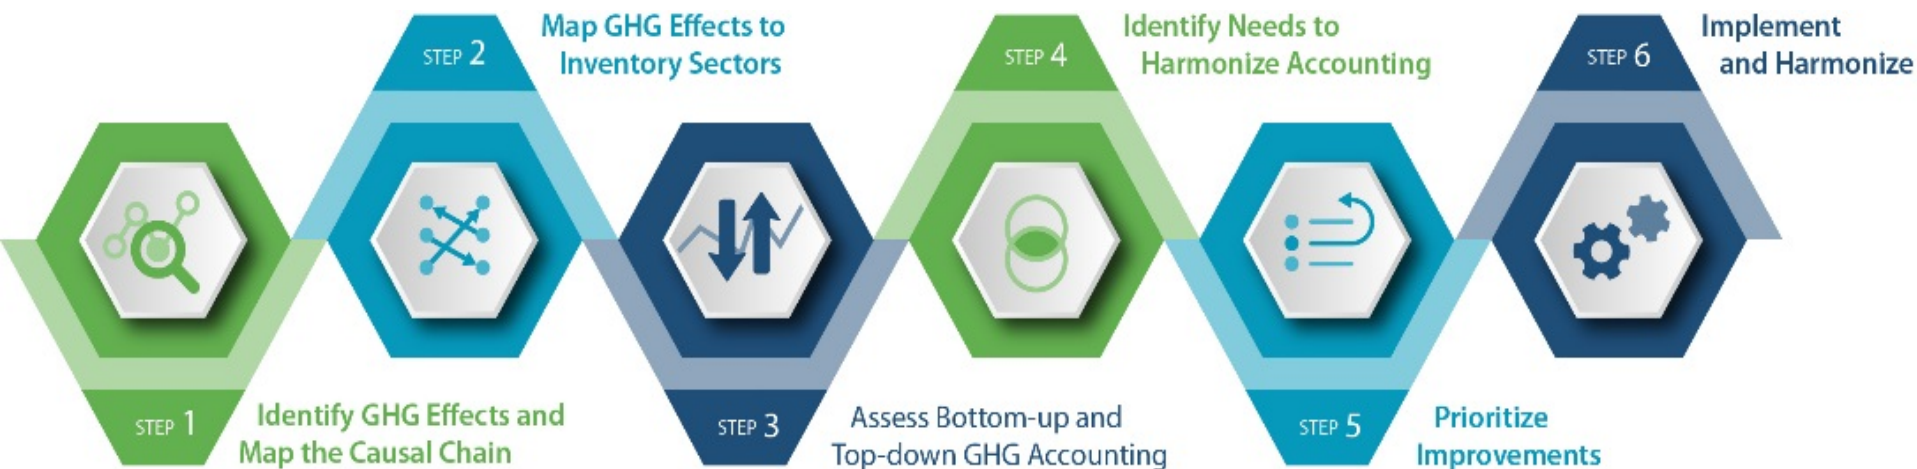 STEP 1
Identify GHG Effects and
Map the Causal Chain
STEP 2
Map GHG Effects to
Inventory Sectors
STEP 3
Assess Bottom-up and
Top-down GHG Accounting
STEP 4
Identify Needs to
Harmonize Accounting
STEP 5
Prioritize
Improvements
STEP 6
Implement
and Harmonize